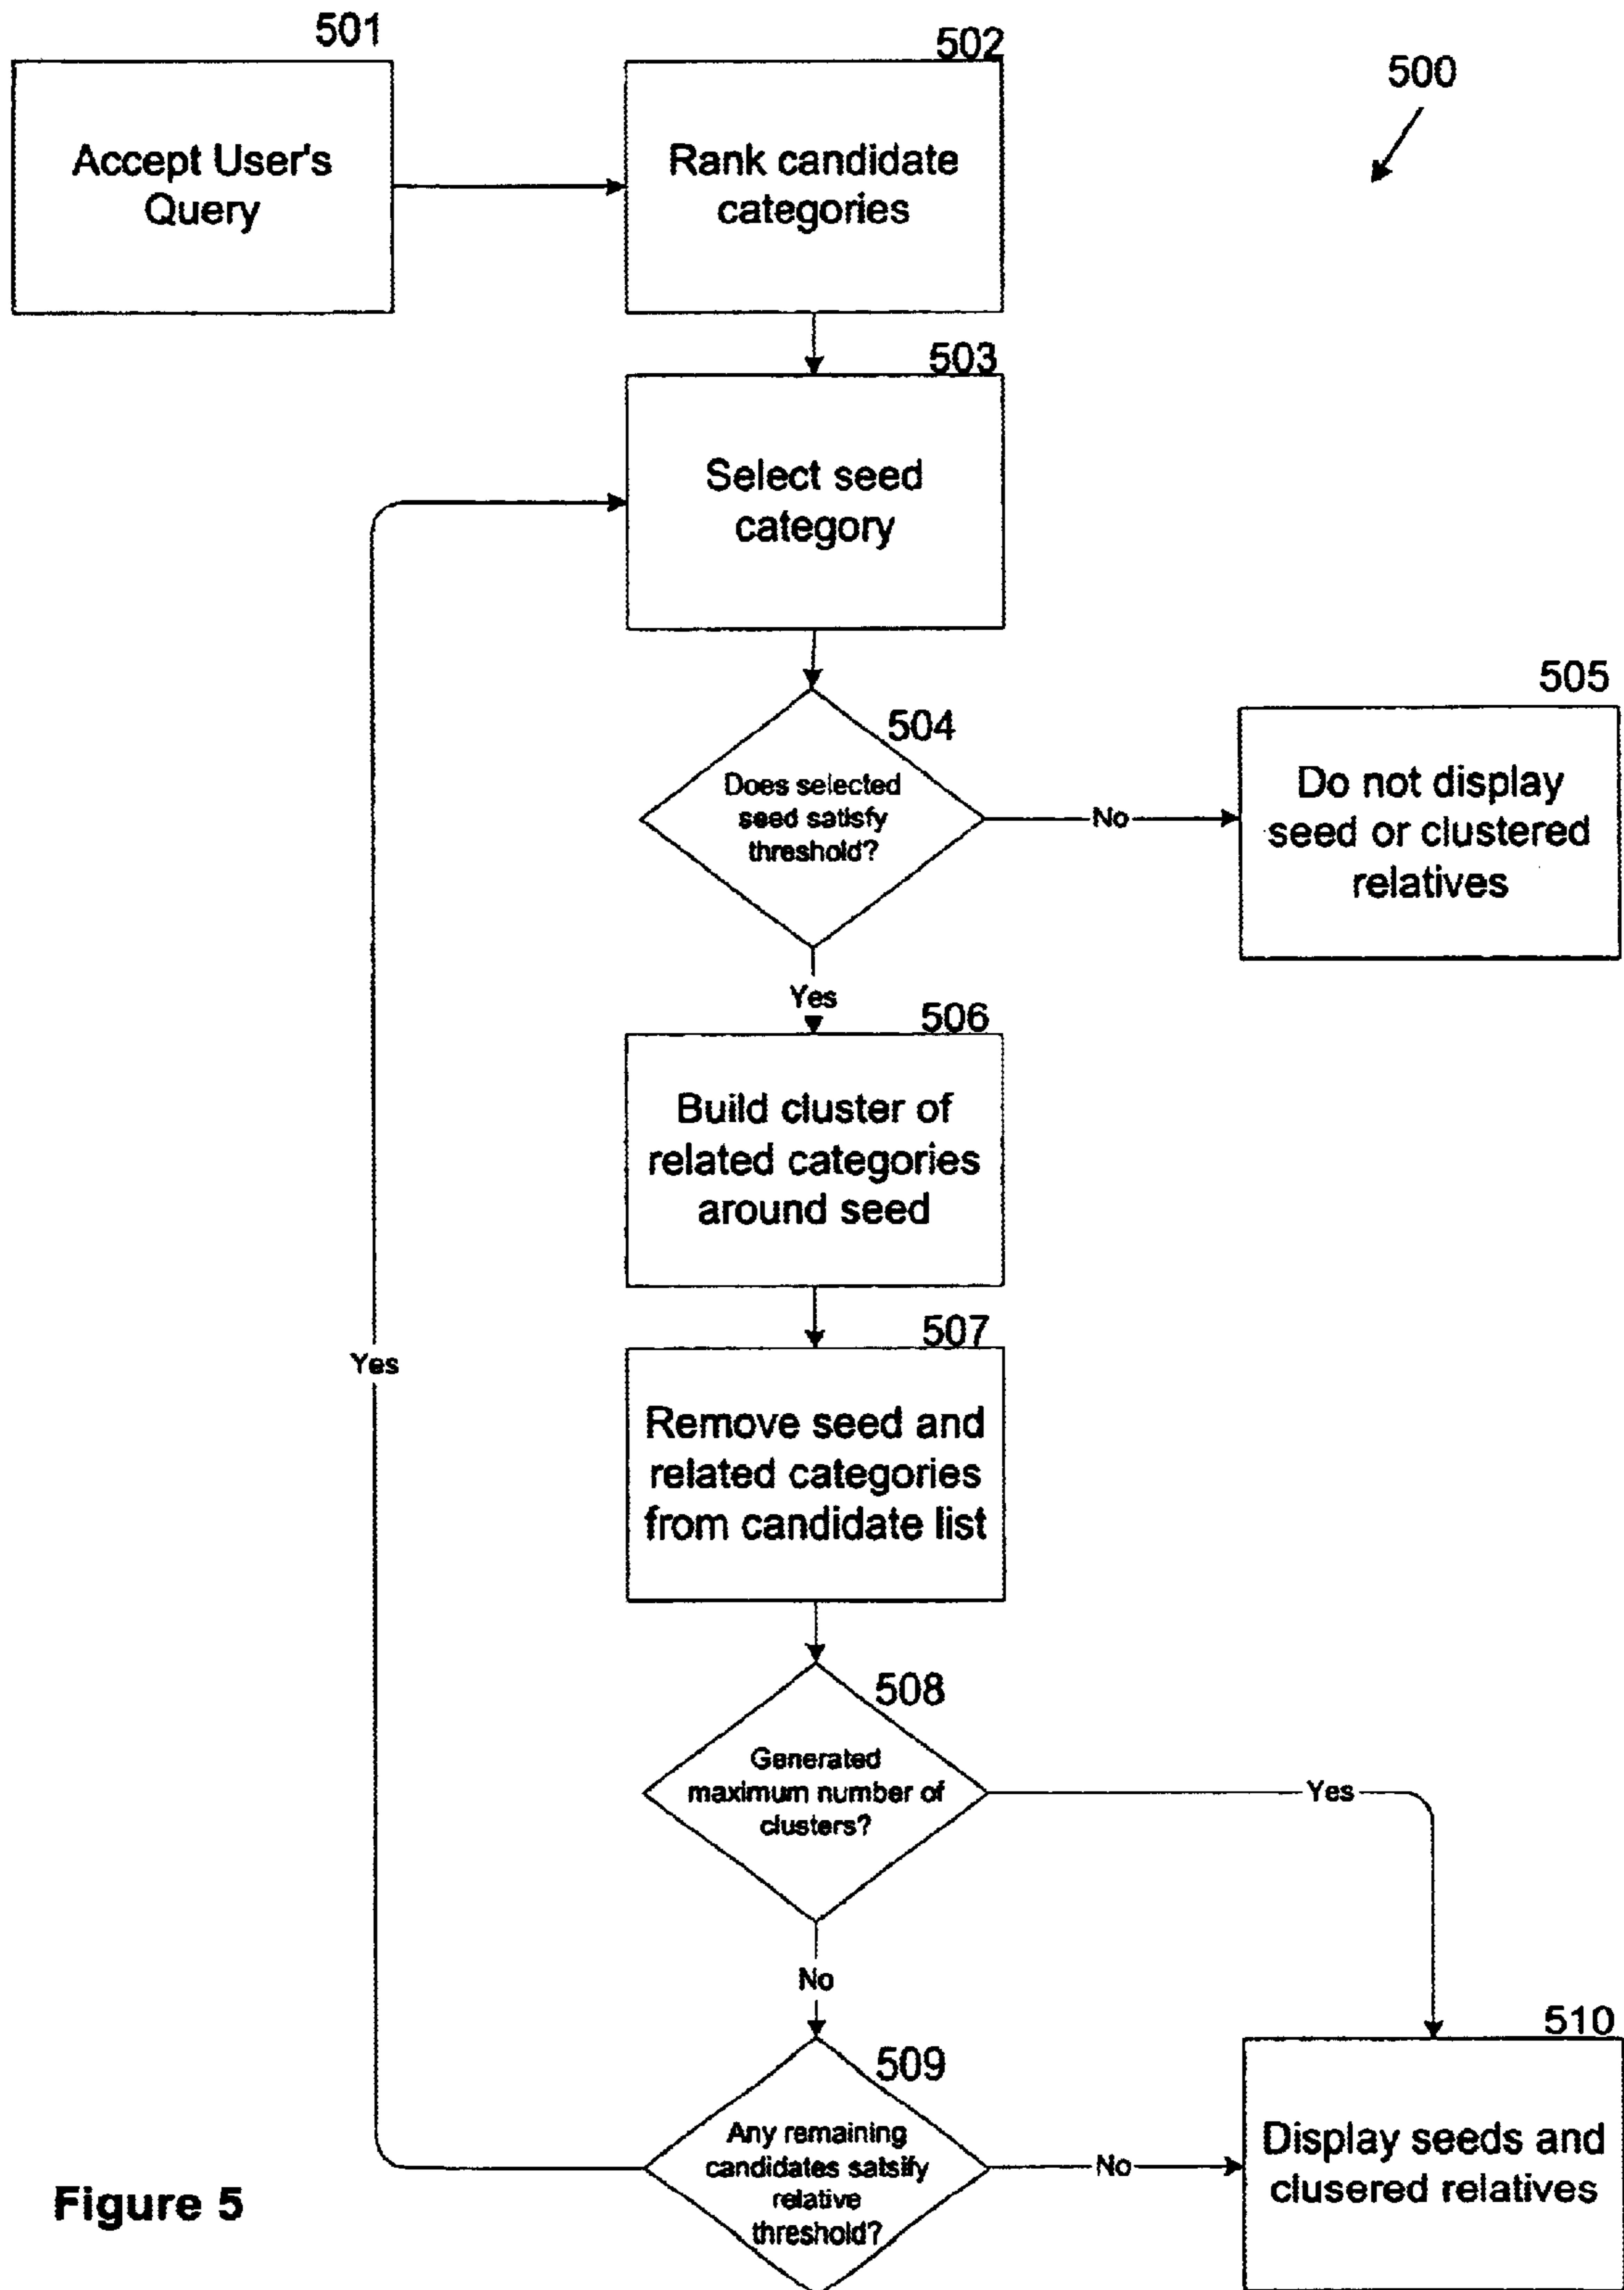 501
Accept User's
Query
502
Rank candidate
categories
500
503
Select seed
category
504
Does selected
seed satisfy
threshold?
No
505
Do not display
seed or clustered
relatives
Yes
506
Build cluster of
related categories
around seed
507
Remove seed and
related categories
from candidate list
Yes
508
Generated
maximum number of
clusters?
Yes
No
509
Any remaining
candidates satsify
relative
threshold?
No
510
Display seeds and
clusered relatives
Figure 5